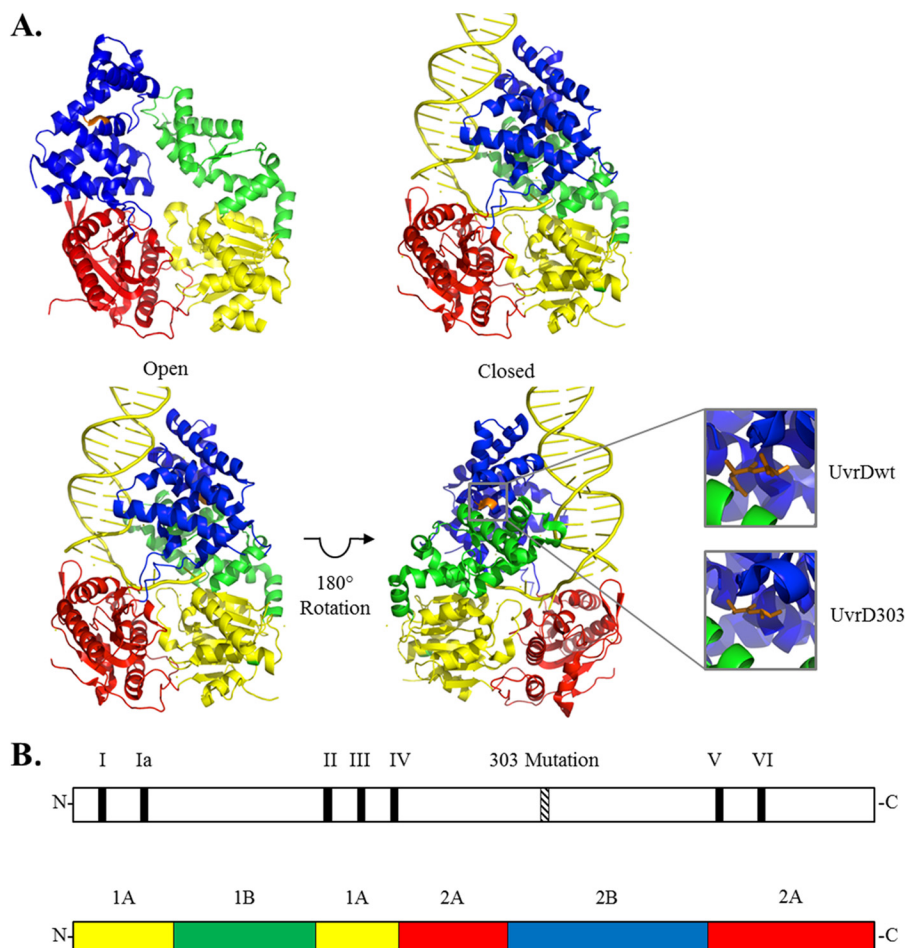 A.
Open Closed
UvrDwt
180°
Rotation
UvrD303
B.
I Ia II III IV 303 Mutation V VI
N- -C
1A 1B 1A 2A 2B 2A
N- -C